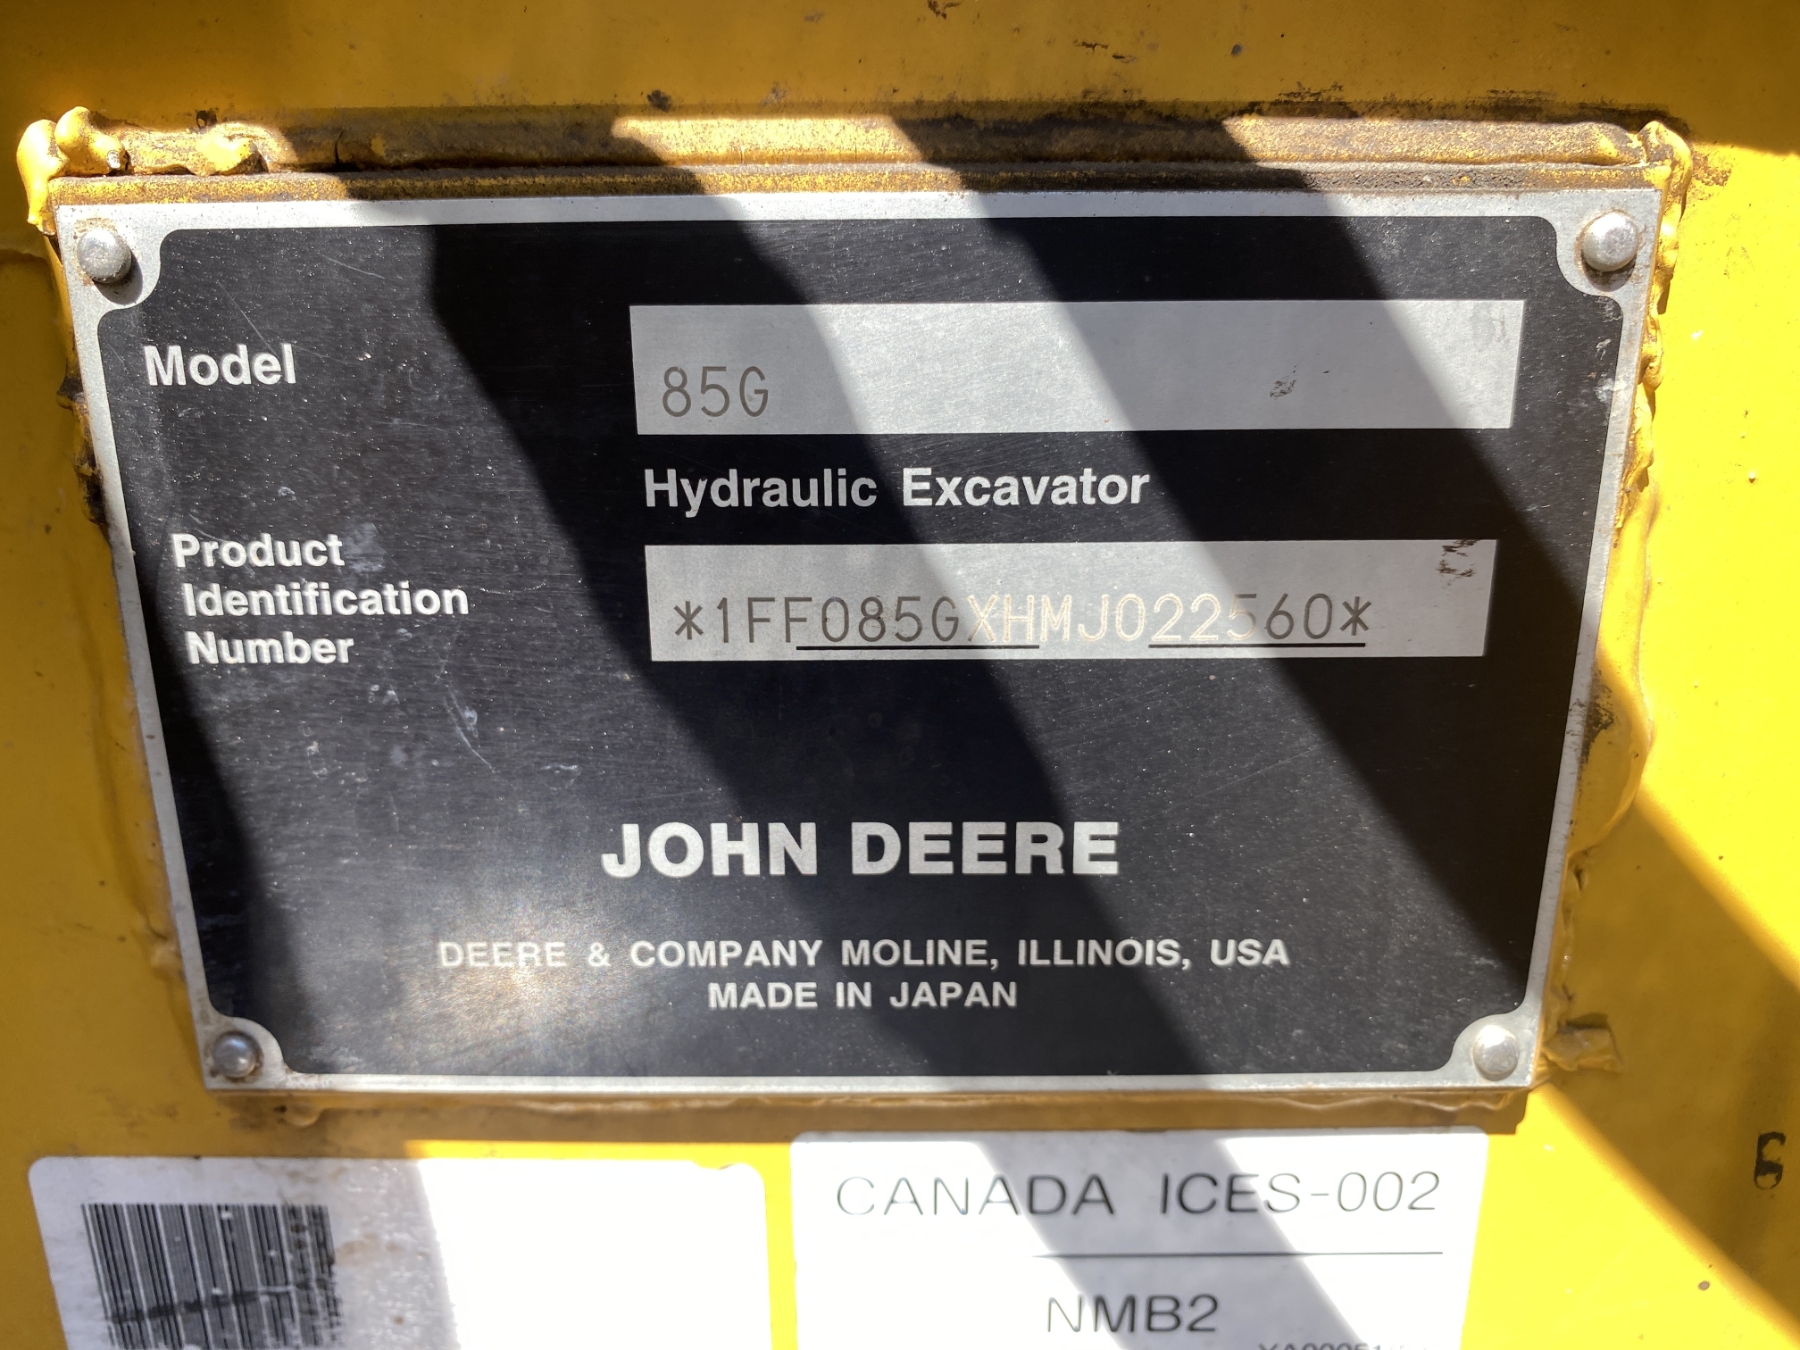 Model
85G
Hydraulic Excavator
Product
Identification
Number
*1FF085GXHMJ022560*
JOHN DEERE
DEERE & COMPANY MOLINE, ILLINOIS, USA
MADE IN JAPAN
CANADA ICES-002
NMB2